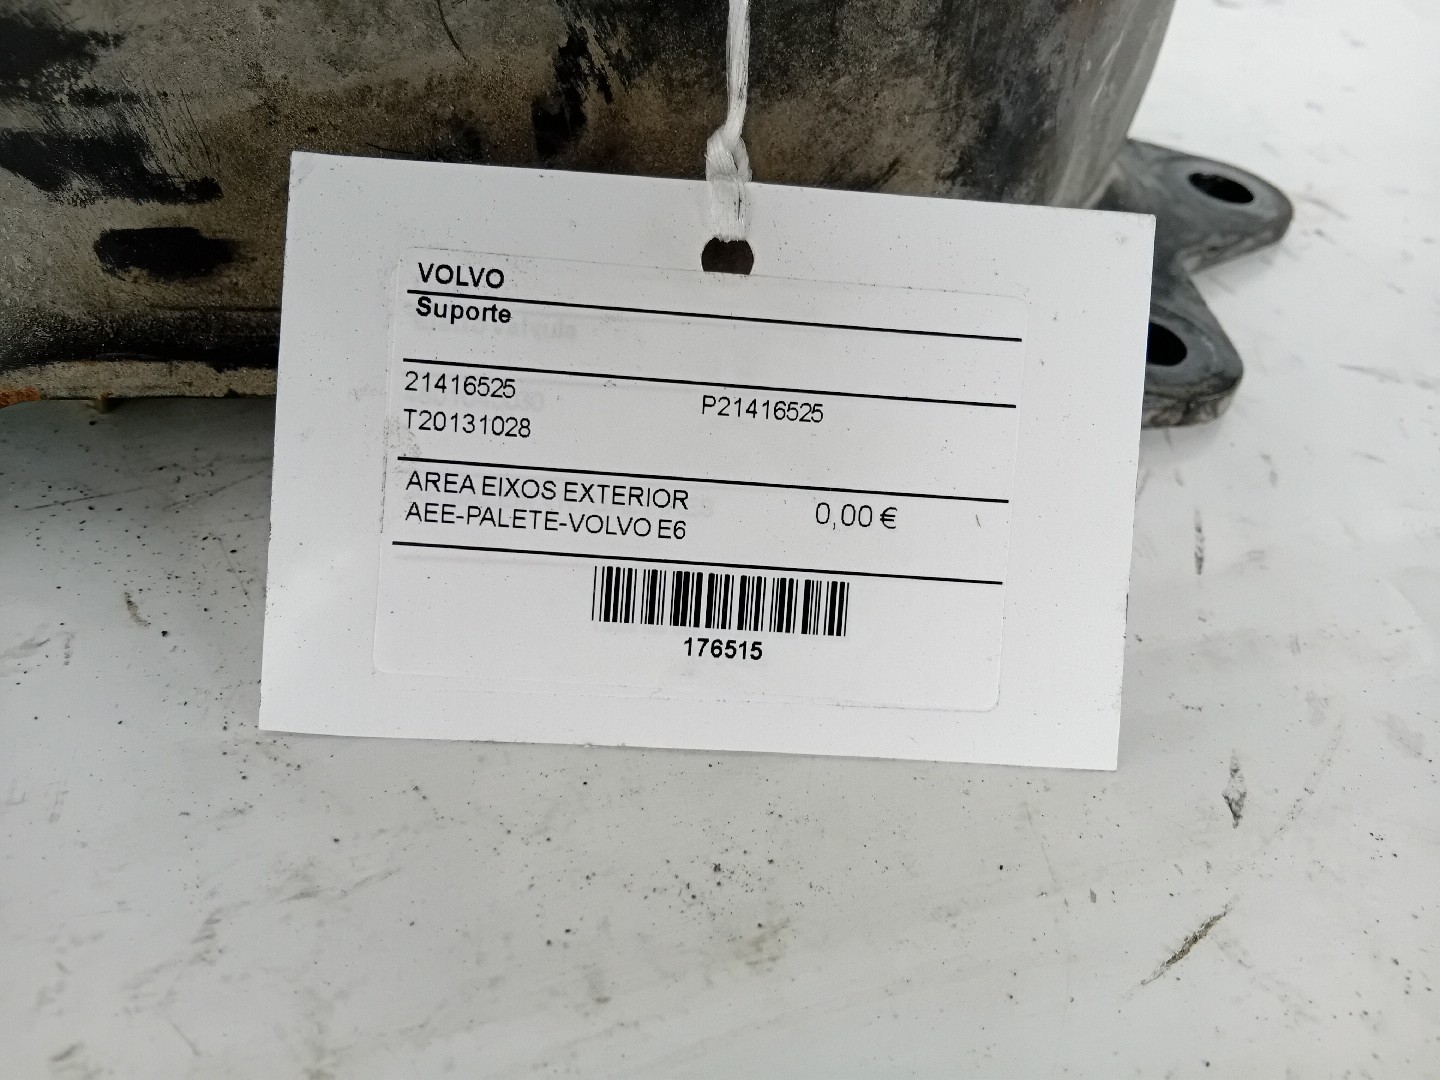 VOLVO
Suporte
21416525 P21416525
T20131028
AREA EIXOS EXTERIOR 0,00 €
AEE-PALETE-VOLVO E6
176515